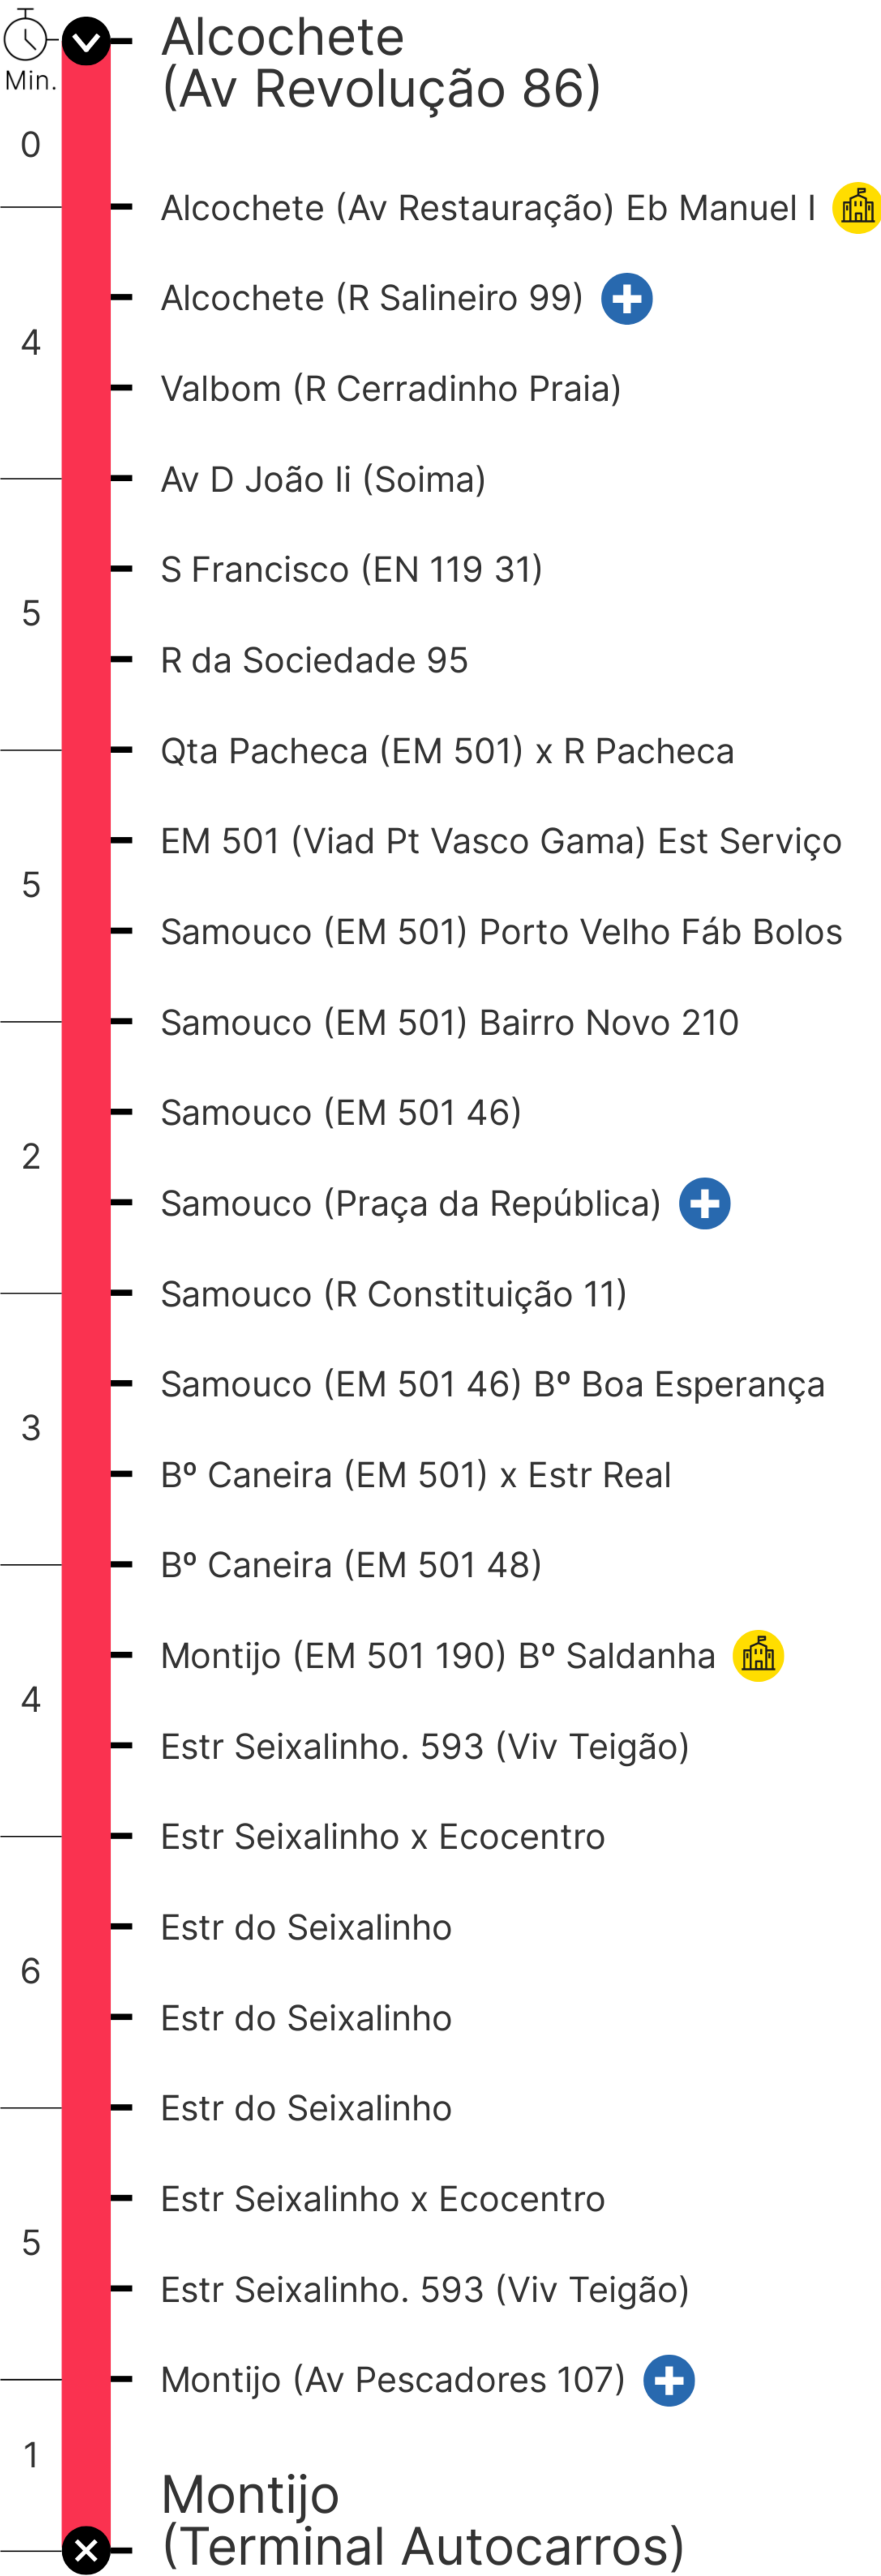 Alcochete
(Av Revolução 86)
Min.
0
Alcochete (Av Restauração) Eb Manuel I
Alcochete (R Salineiro 99)
4
Valbom (R Cerradinho Praia)
Av D João Ii (Soima)
S Francisco (EN 119 31)
5
R da Sociedade 95
Qta Pacheca (EM 501) x R Pacheca
EM 501 (Viad Pt Vasco Gama) Est Serviço
5
Samouco (EM 501) Porto Velho Fáb Bolos
Samouco (EM 501) Bairro Novo 210
Samouco (EM 501 46)
2
Samouco (Praça da República)
Samouco (R Constituição 11)
Samouco (EM 501 46) Bº Boa Esperança
3
Bº Caneira (EM 501) x Estr Real
Bº Caneira (EM 501 48)
Montijo (EM 501 190) Bº Saldanha
4
Estr Seixalinho. 593 (Viv Teigão)
Estr Seixalinho x Ecocentro
Estr do Seixalinho
6
Estr do Seixalinho
Estr do Seixalinho
Estr Seixalinho x Ecocentro
5
Estr Seixalinho. 593 (Viv Teigão)
Montijo (Av Pescadores 107)
1
Montijo
(Terminal Autocarros)